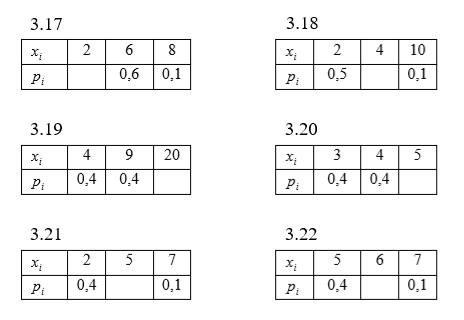 3.17
xᵢ 2 6 8
pᵢ 0,6 0,1
3.18
xᵢ 2 4 10
pᵢ 0,5 0,1
3.19
xᵢ 4 9 20
pᵢ 0,4 0,4
3.20
xᵢ 3 4 5
pᵢ 0,4 0,4
3.21
xᵢ 2 5 7
pᵢ 0,4 0,1
3.22
xᵢ 5 6 7
pᵢ 0,4 0,1